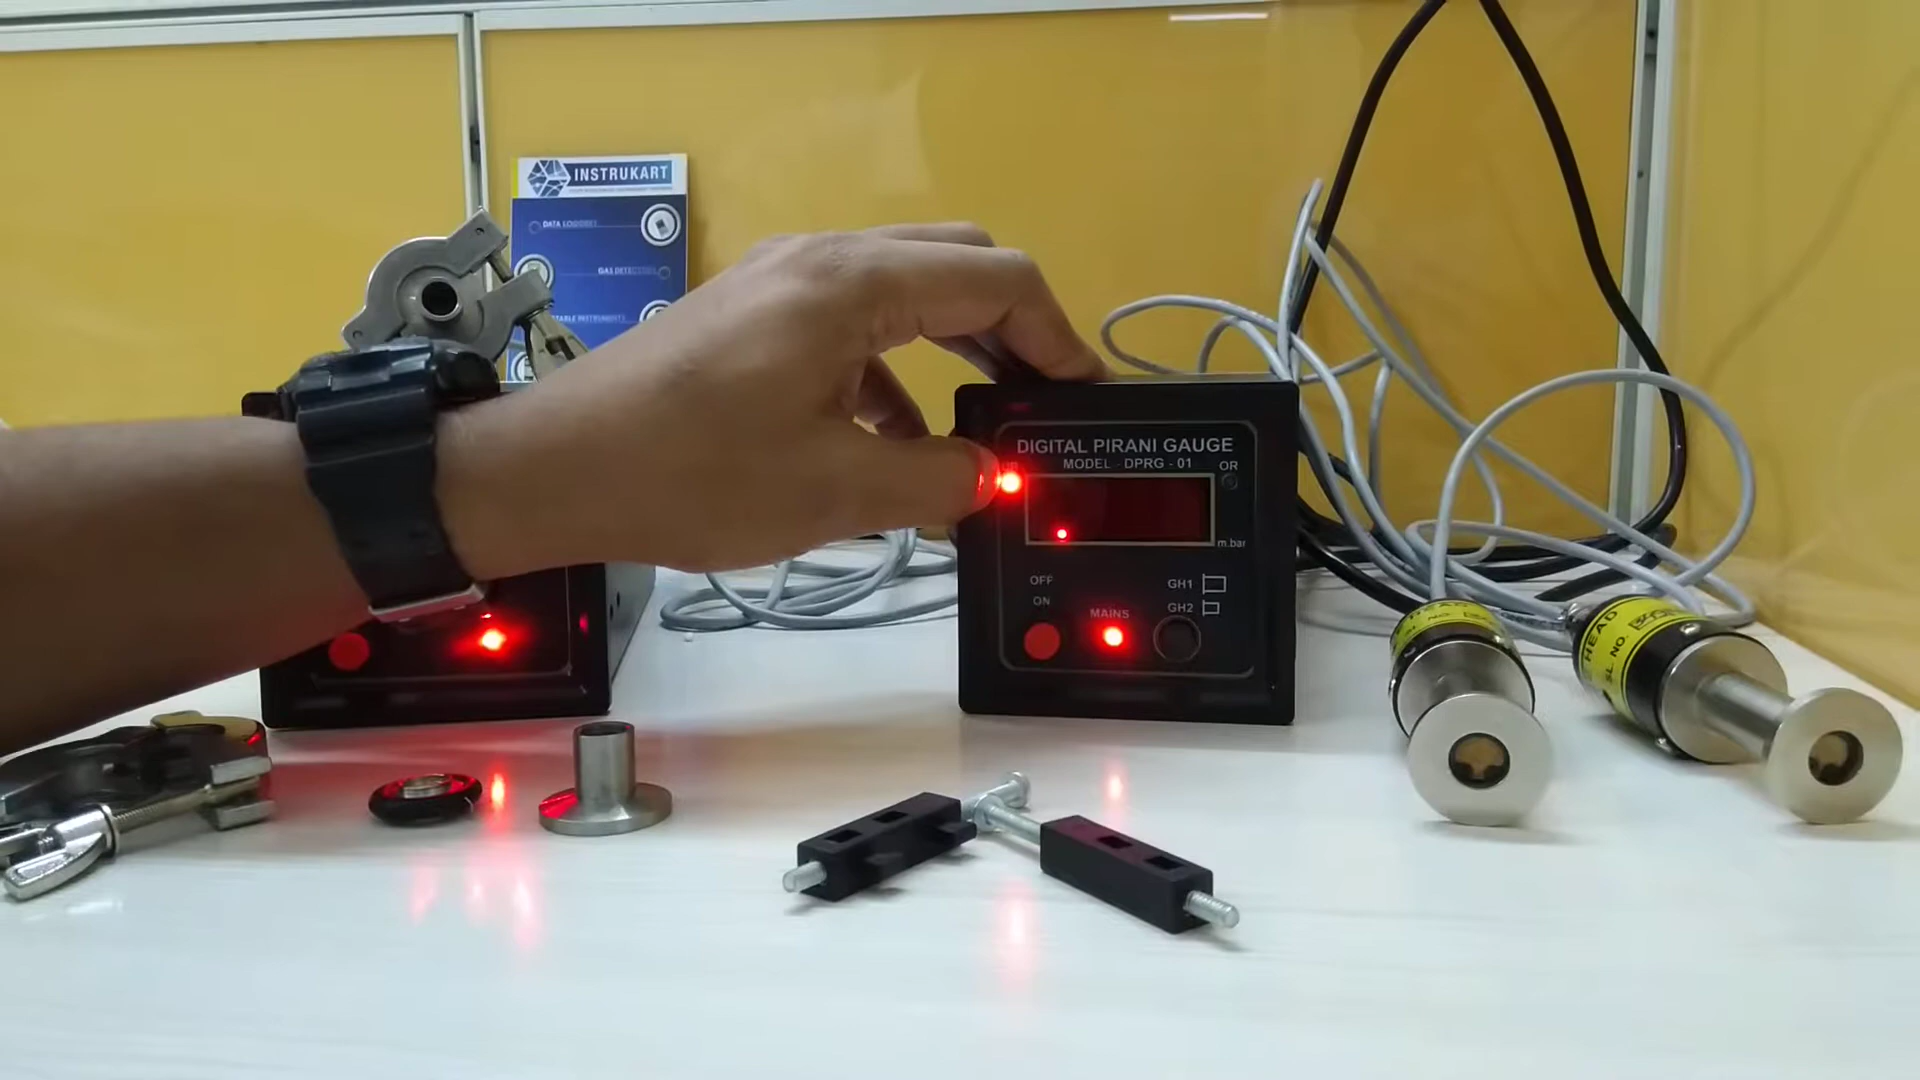 INSTRUKART
DATA LOGGERS
GAS DETECTORS
DIGITAL PIRANI GAUGE
MODEL - DPRG - 01
OR
m.bar
OFF
ON
MAINS
GH1
GH2
HEAD
SL. NO.